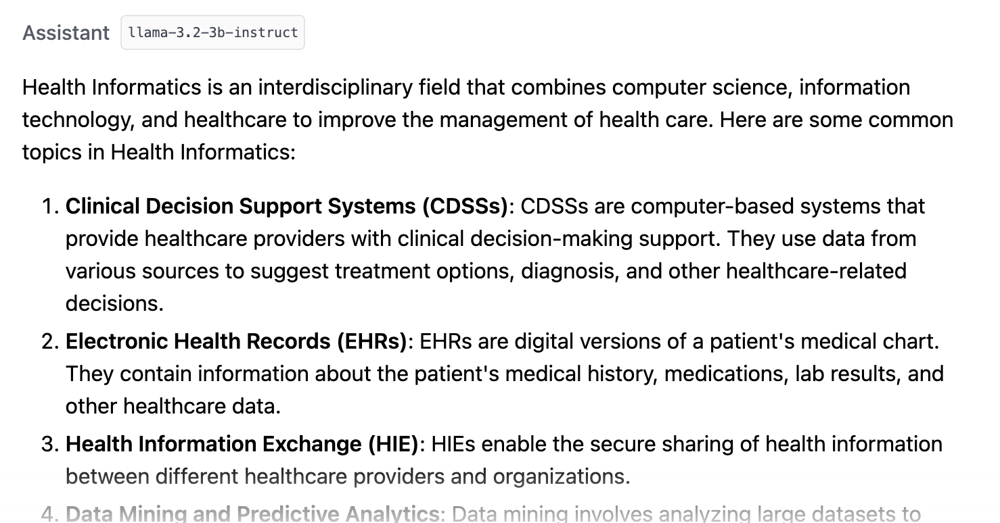 Assistant llama-3.2-3b-instruct
Health Informatics is an interdisciplinary field that combines computer science, information
technology, and healthcare to improve the management of health care. Here are some common
topics in Health Informatics:
1. Clinical Decision Support Systems (CDSSs): CDSSs are computer-based systems that
provide healthcare providers with clinical decision-making support. They use data from
various sources to suggest treatment options, diagnosis, and other healthcare-related
decisions.
2. Electronic Health Records (EHRs): EHRs are digital versions of a patient's medical chart.
They contain information about the patient's medical history, medications, lab results, and
other healthcare data.
3. Health Information Exchange (HIE): HIEs enable the secure sharing of health information
between different healthcare providers and organizations.
4. Data Mining and Predictive Analytics: Data mining involves analyzing large datasets to